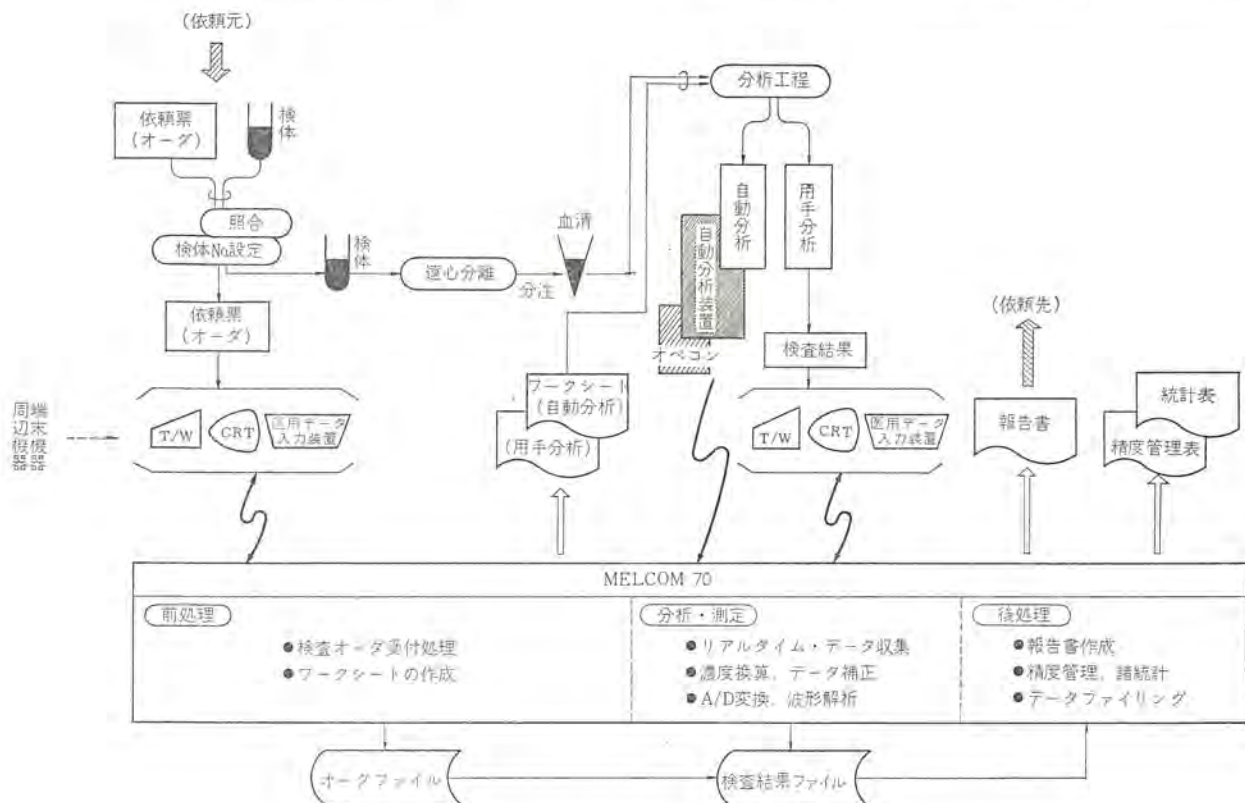 (依頼元)
依頼票
(オーダ)
検体
照合
検体No.設定
検体
遠心分離
分注
血清
依頼票
(オーダ)
周辺機器
端末機器
T/W
CRT
医用データ
入力装置
ワークシート
(自動分析)
(用手分析)
分析工程
自動分析
用手分析
自動分析装置
オペコン
検査結果
T/W
CRT
医用データ
入力装置
(依頼先)
報告書
統計表
精度管理表
MELCOM 70
前処理
●検査オーダ受付処理
●ワークシートの作成
分析・測定
●リアルタイム・データ収集
●濃度換算, データ補正
●A/D変換, 波形解析
後処理
●報告書作成
●精度管理, 諸統計
●データファイリング
オーダファイル
検査結果ファイル